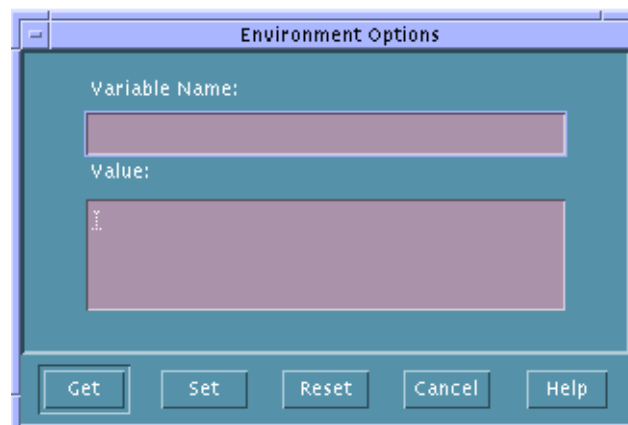 Environment Options
Variable Name:
Value:
Get Set Reset Cancel Help